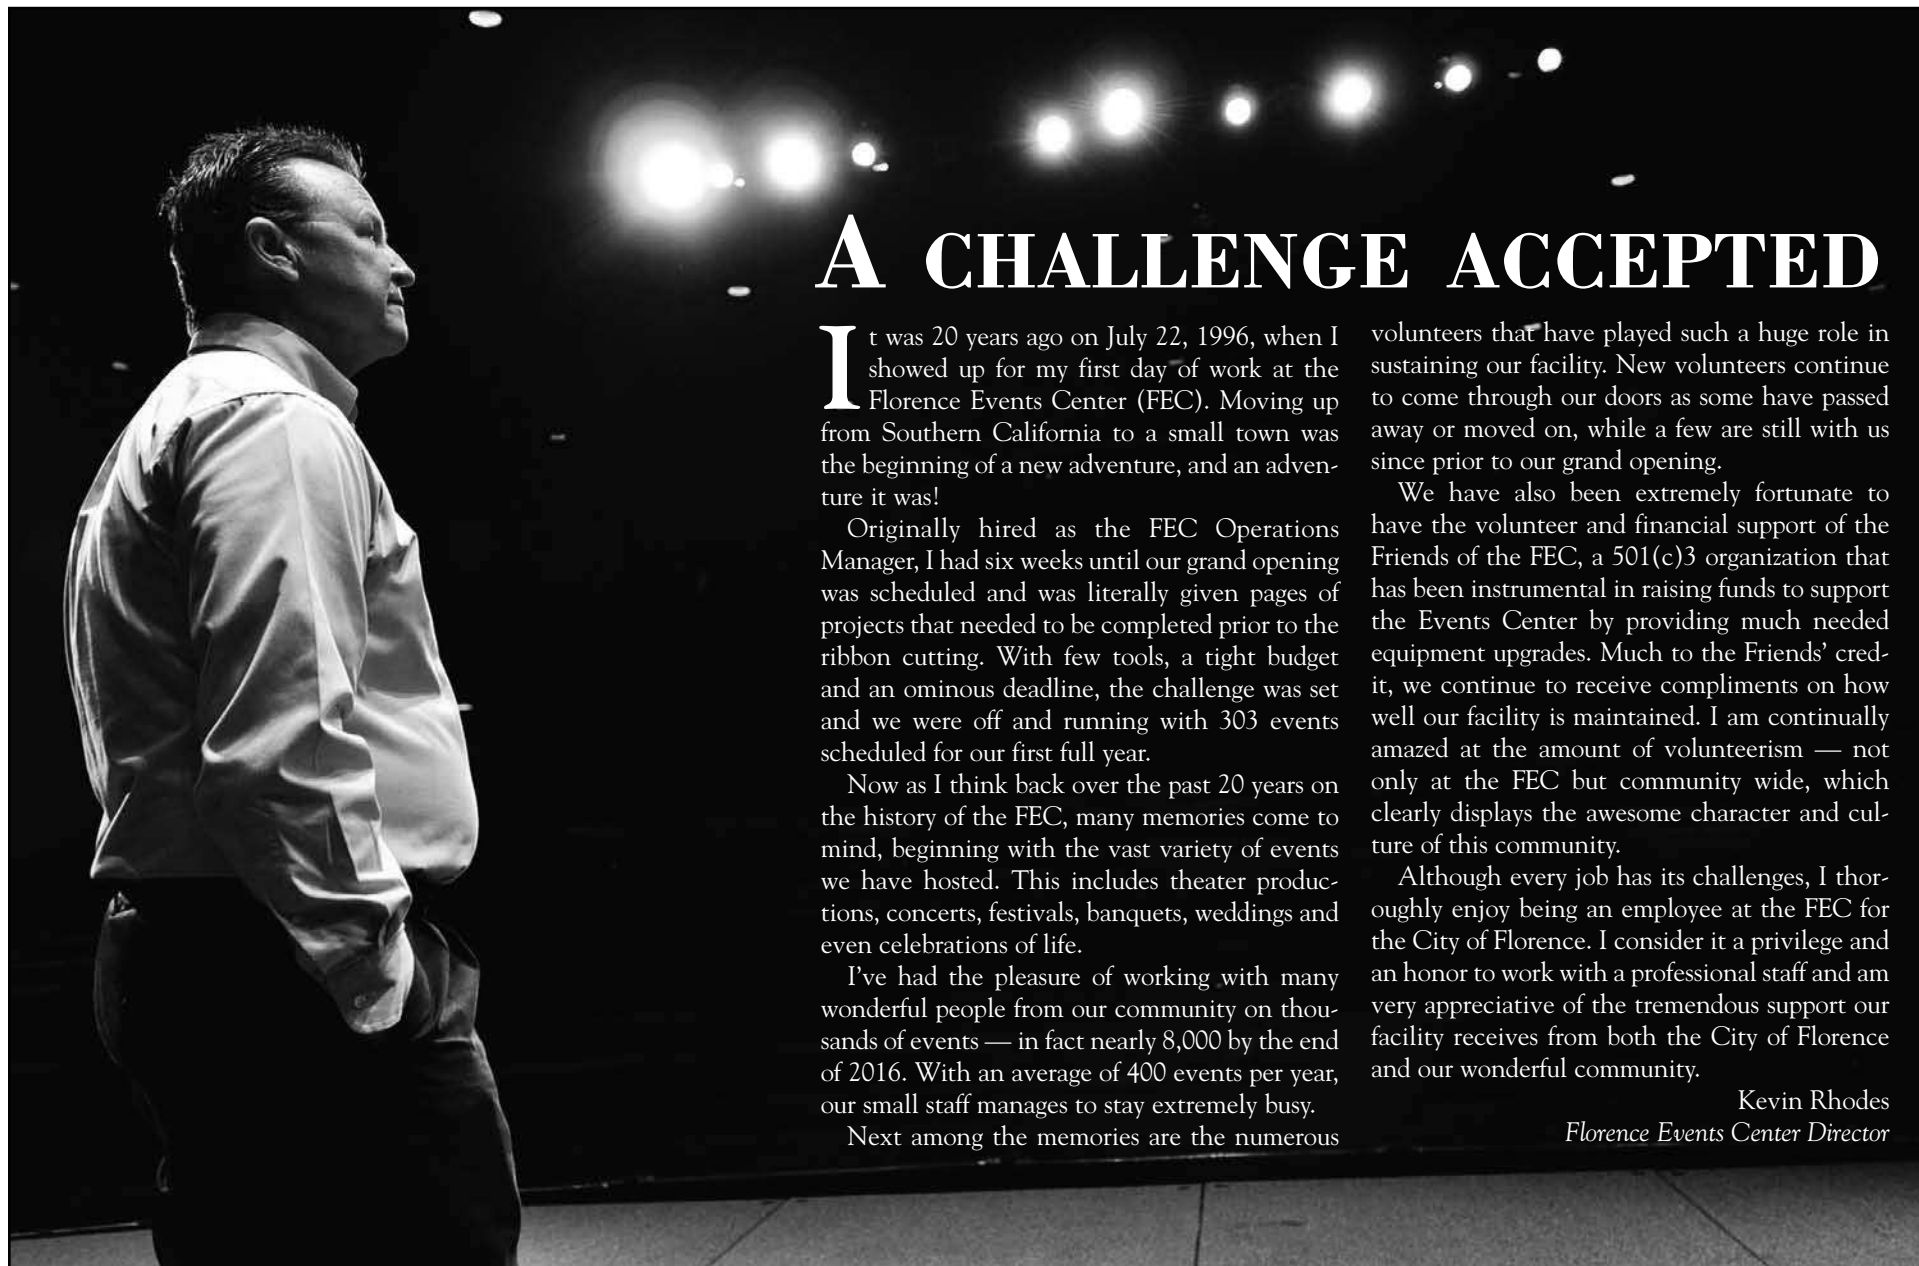 A CHALLENGE ACCEPTED
It was 20 years ago on July 22, 1996, when I
showed up for my first day of work at the
Florence Events Center (FEC). Moving up
from Southern California to a small town was
the beginning of a new adventure, and an adven-
ture it was!
Originally hired as the FEC Operations
Manager, I had six weeks until our grand opening
was scheduled and was literally given pages of
projects that needed to be completed prior to the
ribbon cutting. With few tools, a tight budget
and an ominous deadline, the challenge was set
and we were off and running with 303 events
scheduled for our first full year.
Now as I think back over the past 20 years on
the history of the FEC, many memories come to
mind, beginning with the vast variety of events
we have hosted. This includes theater produc-
tions, concerts, festivals, banquets, weddings and
even celebrations of life.
I've had the pleasure of working with many
wonderful people from our community on thou-
sands of events — in fact nearly 8,000 by the end
of 2016. With an average of 400 events per year,
our small staff manages to stay extremely busy.
Next among the memories are the numerous
volunteers that have played such a huge role in
sustaining our facility. New volunteers continue
to come through our doors as some have passed
away or moved on, while a few are still with us
since prior to our grand opening.
We have also been extremely fortunate to
have the volunteer and financial support of the
Friends of the FEC, a 501(c)3 organization that
has been instrumental in raising funds to support
the Events Center by providing much needed
equipment upgrades. Much to the Friends' cred-
it, we continue to receive compliments on how
well our facility is maintained. I am continually
amazed at the amount of volunteerism — not
only at the FEC but community wide, which
clearly displays the awesome character and cul-
ture of this community.
Although every job has its challenges, I thor-
oughly enjoy being an employee at the FEC for
the City of Florence. I consider it a privilege and
an honor to work with a professional staff and am
very appreciative of the tremendous support our
facility receives from both the City of Florence
and our wonderful community.
Kevin Rhodes
Florence Events Center Director